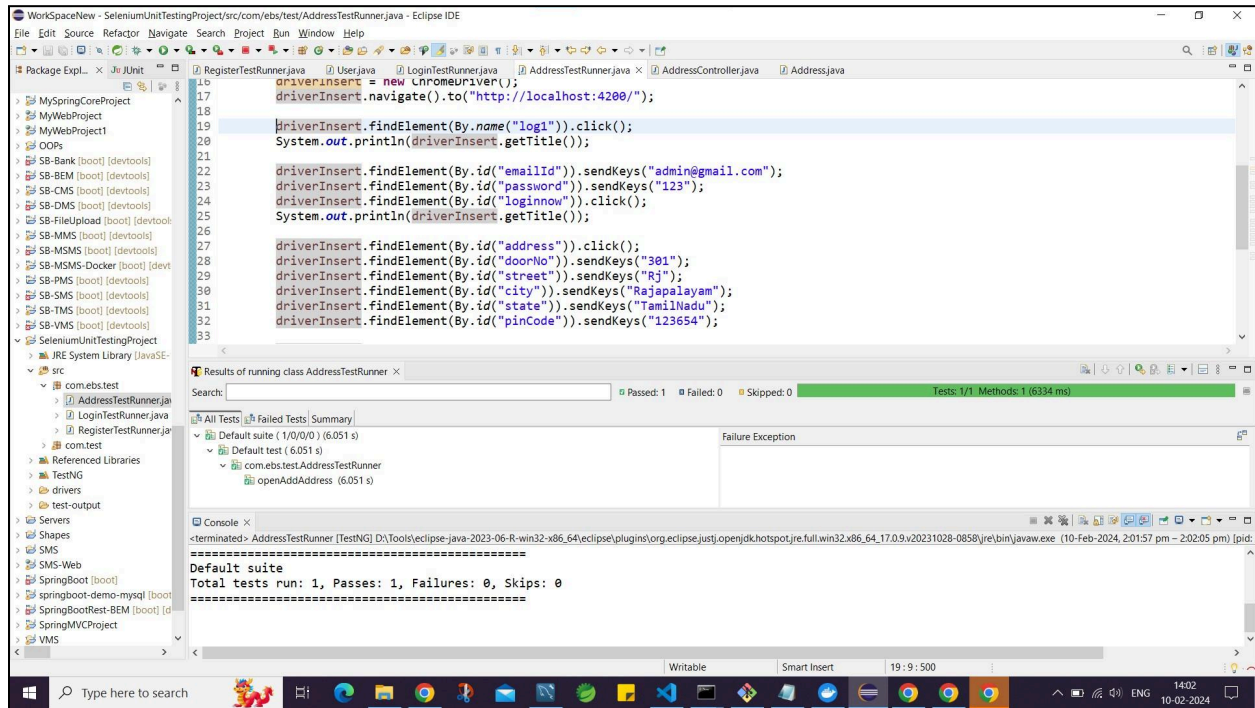 WorkSpaceNew - SeleniumUnitTestingProject/src/com/ebs/test/AddressTestRunner.java - Eclipse IDE
File Edit Source Refactor Navigate Search Project Run Window Help
Package Expl... JUnit
MySpringCoreProject
MyWebProject
MyWebProject1
OOPs
SB-Bank [boot] [devtools]
SB-BEM [boot] [devtools]
SB-CMS [boot] [devtools]
SB-DMS [boot] [devtools]
SB-FileUpload [boot] [devtool
SB-MMS [boot] [devtools]
SB-MSMS [boot] [devtools]
SB-MSMS-Docker [boot] [devt
SB-PMS [boot] [devtools]
SB-SMS [boot] [devtools]
SB-TMS [boot] [devtools]
SB-VMS [boot] [devtools]
SeleniumUnitTestingProject
JRE System Library [JavaSE-
src
com.ebs.test
AddressTestRunner.jav
LoginTestRunner.java
RegisterTestRunner.ja
com.test
Referenced Libraries
TestNG
drivers
test-output
Servers
Shapes
SMS
SMS-Web
SpringBoot [boot]
springboot-demo-mysql [boot
SpringBootRest-BEM [boot] [d
SpringMVCProject
VMS
RegisterTestRunner.java User.java LoginTestRunner.java AddressTestRunner.java AddressController.java Address.java
16 driverInsert = new ChromeDriver();
17 driverInsert.navigate().to("http://localhost:4200/");
18
19 driverInsert.findElement(By.name("log1")).click();
20 System.out.println(driverInsert.getTitle());
21
22 driverInsert.findElement(By.id("emailId")).sendKeys("admin@gmail.com");
23 driverInsert.findElement(By.id("password")).sendKeys("123");
24 driverInsert.findElement(By.id("loginnow")).click();
25 System.out.println(driverInsert.getTitle());
26
27 driverInsert.findElement(By.id("address")).click();
28 driverInsert.findElement(By.id("doorNo")).sendKeys("301");
29 driverInsert.findElement(By.id("street")).sendKeys("Rj");
30 driverInsert.findElement(By.id("city")).sendKeys("Rajapalayam");
31 driverInsert.findElement(By.id("state")).sendKeys("TamilNadu");
32 driverInsert.findElement(By.id("pinCode")).sendKeys("123654");
33
Results of running class AddressTestRunner
Search: Passed: 1 Failed: 0 Skipped: 0 Tests: 1/1 Methods: 1 (6334 ms)
All Tests Failed Tests Summary
Default suite ( 1/0/0/0 ) (6.051 s)
Default test ( 6.051 s)
com.ebs.test.AddressTestRunner
openAddAddress (6.051 s)
Failure Exception
Console
<terminated> AddressTestRunner [TestNG] D:\Tools\eclipse-java-2023-06-R-win32-x86_64\eclipse\plugins\org.eclipse.justj.openjdk.hotspot.jre.full.win32.x86_64_17.0.9.v20231028-0858\jre\bin\javaw.exe (10-Feb-2024, 2:01:57 pm – 2:02:05 pm) [pid:
===============================================
Default suite
Total tests run: 1, Passes: 1, Failures: 0, Skips: 0
===============================================
Writable Smart Insert 19 : 9 : 500
Type here to search
ENG
14:02
10-02-2024